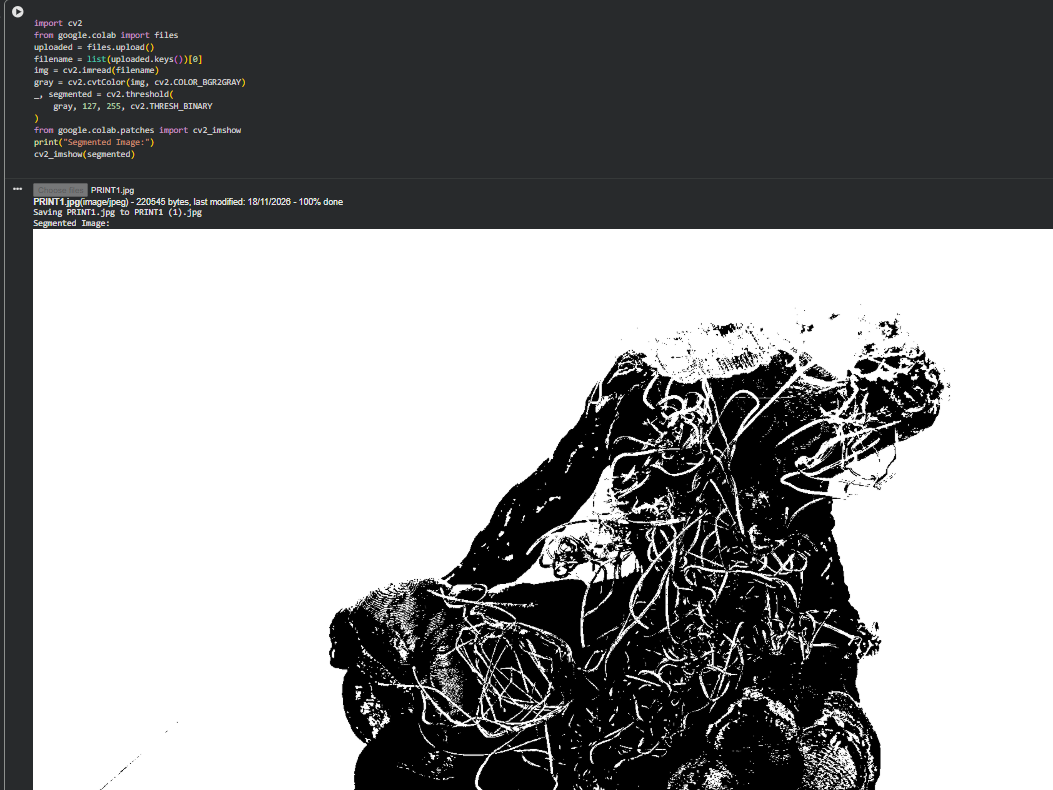 import cv2
from google.colab import files
uploaded = files.upload()
filename = list(uploaded.keys())[0]
img = cv2.imread(filename)
gray = cv2.cvtColor(img, cv2.COLOR_BGR2GRAY)
_, segmented = cv2.threshold(
    gray, 127, 255, cv2.THRESH_BINARY
)
from google.colab.patches import cv2_imshow
print("Segmented Image:")
cv2_imshow(segmented)
Choose files PRINT1.jpg
PRINT1.jpg(image/jpeg) - 220545 bytes, last modified: 18/11/2026 - 100% done
Saving PRINT1.jpg to PRINT1 (1).jpg
Segmented Image: